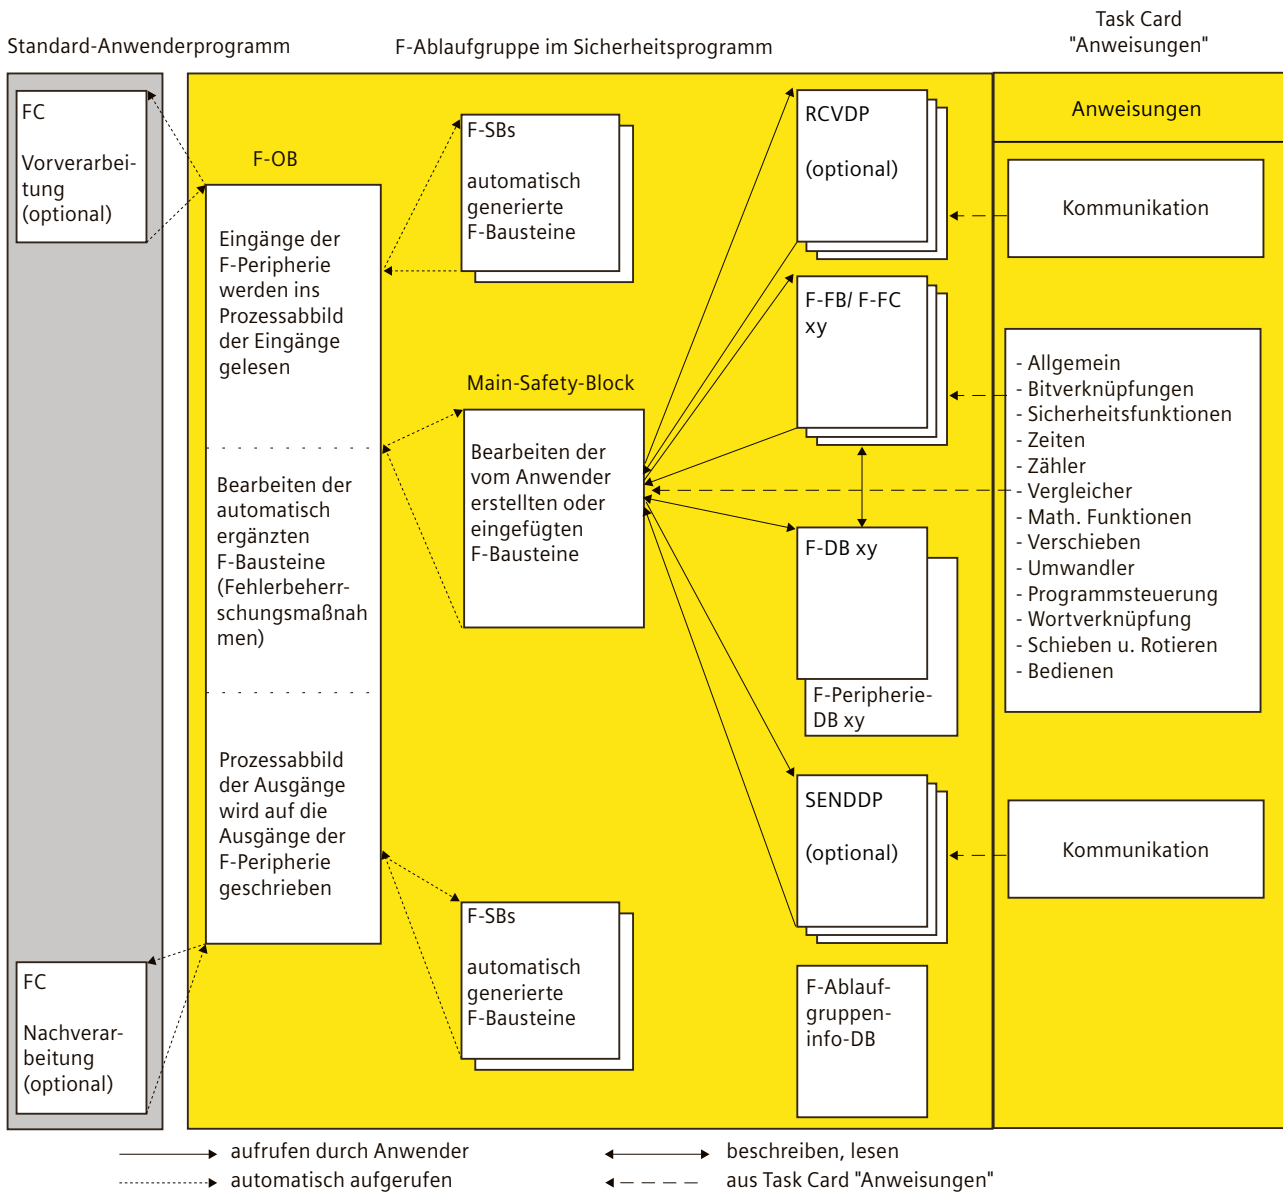 Task Card
"Anweisungen"
Standard-Anwenderprogramm
F-Ablaufgruppe im Sicherheitsprogramm
FC
Vorverarbei-
tung
(optional)
F-OB
Eingänge der
F-Peripherie
werden ins
Prozessabbild
der Eingänge
gelesen
Bearbeiten der
automatisch
ergänzten
F-Bausteine
(Fehlerbeherr-
schungsmaßnah
men)
Prozessabbild
der Ausgänge
wird auf die
Ausgänge der
F-Peripherie
geschrieben
FC
Nachverar-
beitung
(optional)
F-SBs
automatisch
generierte
F-Bausteine
Main-Safety-Block
Bearbeiten der
vom Anwender
erstellten oder
eingefügten
F-Bausteine
F-SBs
automatisch
generierte
F-Bausteine
RCVDP
(optional)
F-FB/ F-FC
xy
F-DB xy
F-Peripherie-
DB xy
SENDDP
(optional)
F-Ablauf-
gruppen-
info-DB
Anweisungen
Kommunikation
- Allgemein
- Bitverknüpfungen
- Sicherheitsfunktionen
- Zeiten
- Zähler
- Vergleicher
- Math. Funktionen
- Verschieben
- Umwandler
- Programmsteuerung
- Wortverknüpfung
- Schieben u. Rotieren
- Bedienen
Kommunikation
aufrufen durch Anwender
beschreiben, lesen
automatisch aufgerufen
aus Task Card "Anweisungen"